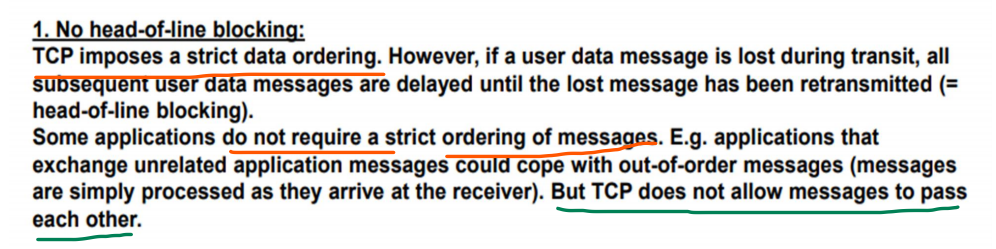 1. No head-of-line blocking:
TCP imposes a strict data ordering. However, if a user data message is lost during transit, all
subsequent user data messages are delayed until the lost message has been retransmitted (=
head-of-line blocking).
Some applications do not require a strict ordering of messages. E.g. applications that
exchange unrelated application messages could cope with out-of-order messages (messages
are simply processed as they arrive at the receiver). But TCP does not allow messages to pass
each other.